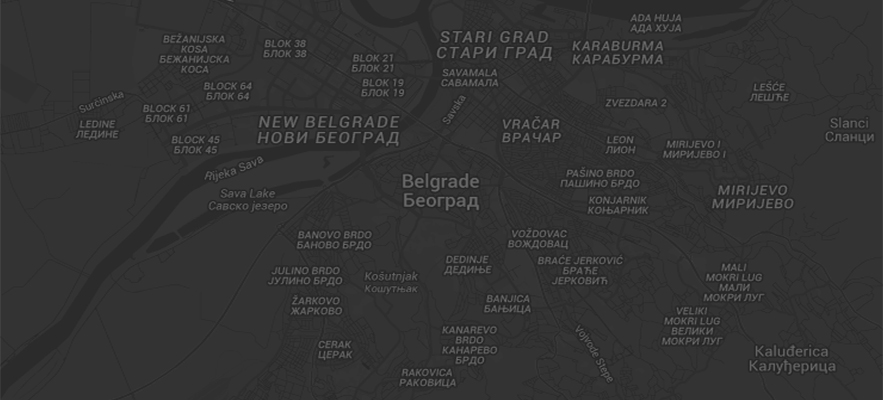 ADA HUJA
АДА ХУЈА
STARI GRAD
СТАРИ ГРАД
BEŽANIJSKA
KOSA
БЕЖАНИЈСКА
КОСА
BLOK 38
БЛОК 38
KARABURMA
КАРАБУРМА
BLOK 21
БЛОК 21
SAVAMALA
САВАМАЛА
BLOK 19
БЛОК 19
BLOCK 64
БЛОК 64
LEŠĆE
ЛЕШЋЕ
Surčinska
Savska
ZVEZDARA 2
BLOCK 61
БЛОК 61
LEDINE
ЛЕДИНЕ
NEW BELGRADE
НОВИ БЕОГРАД
VRAČAR
ВРАЧАР
Slanci
Сланци
BLOCK 45
БЛОК 45
LEON
ЛИОН
MIRIJEVO I
МИРИЈЕВО I
Rijeka Sava
PAŠINO BRDO
ПАШИНО БРДО
Belgrade
Београд
MIRIJEVO
МИРИЈЕВО
Sava Lake
Савско језеро
KONJARNIK
КОЊАРНИК
BANOVO BRDO
БАНОВО БРДО
VOŽDOVAC
ВОЖДОВАЦ
DEDINJE
ДЕДИЊЕ
BRAĆE JERKOVIĆ
БРАЋЕ
ЈЕРКОВИЋ
JULINO BRDO
ЈУЛИНО БРДО
Košutnjak
Кошутњак
MALI
MOKRI LUG
МАЛИ
МОКРИ ЛУГ
ŽARKOVO
ЖАРКОВО
BANJICA
БАЊИЦА
VELIKI
MOKRI LUG
ВЕЛИКИ
МОКРИ ЛУГ
KANAREVO
BRDO
КАНАРЕВО
БРДО
Vojvode Stepe
CERAK
ЦЕРАК
Kaluđerica
Калуђерица
RAKOVICA
РАКОВИЦА